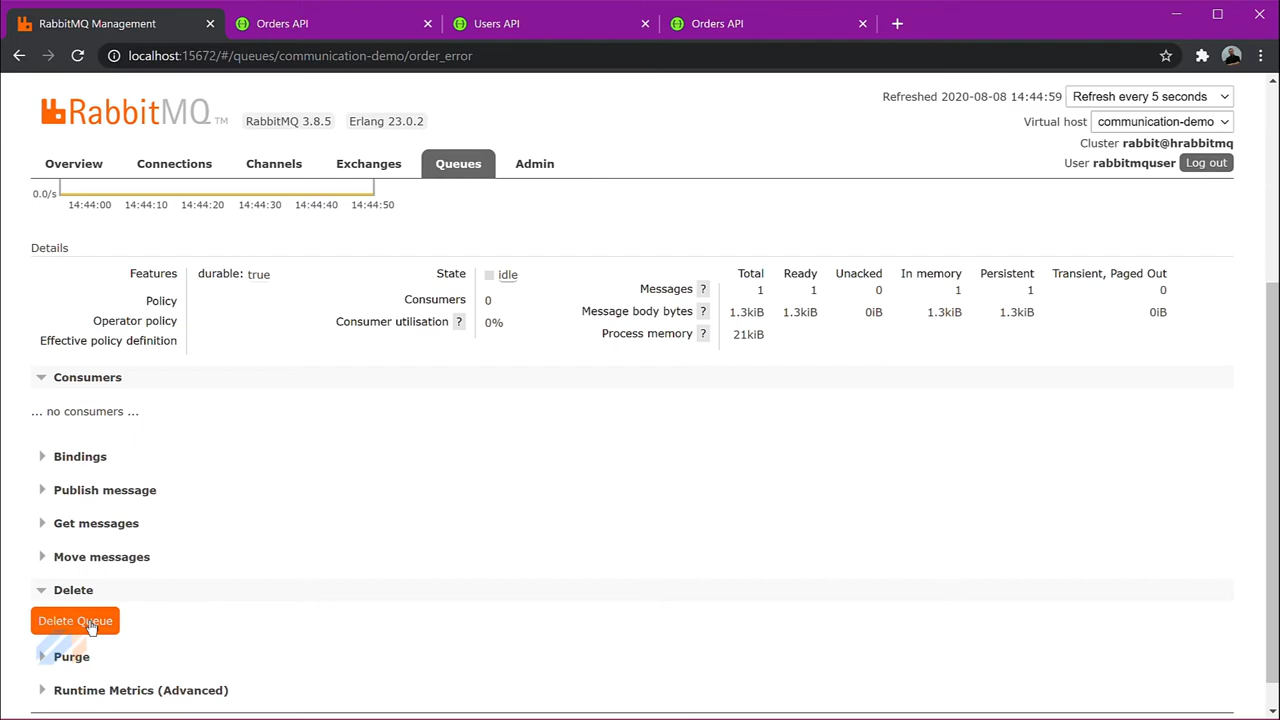 RabbitMQ Management
Orders API
Users API
Orders API
localhost:15672/#/queues/communication-demo/order_error
RabbitMQ TM
RabbitMQ 3.8.5
Erlang 23.0.2
Refreshed 2020-08-08 14:44:59
Refresh every 5 seconds
Virtual host
communication-demo
Cluster rabbit@hrabbitmq
User rabbitmquser
Log out
Overview
Connections
Channels
Exchanges
Queues
Admin
0.0/s
14:44:00 14:44:10 14:44:20 14:44:30 14:44:40 14:44:50
Details
Features
durable: true
Policy
Operator policy
Effective policy definition
State
idle
Consumers
0
Consumer utilisation ?
0%
Total Ready Unacked In memory Persistent Transient, Paged Out
Messages ? 1 1 0 1 1 0
Message body bytes ? 1.3kiB 1.3kiB 0iB 1.3kiB 1.3kiB 0iB
Process memory ? 21kiB
Consumers
... no consumers ...
Bindings
Publish message
Get messages
Move messages
Delete
Delete Queue
Purge
Runtime Metrics (Advanced)